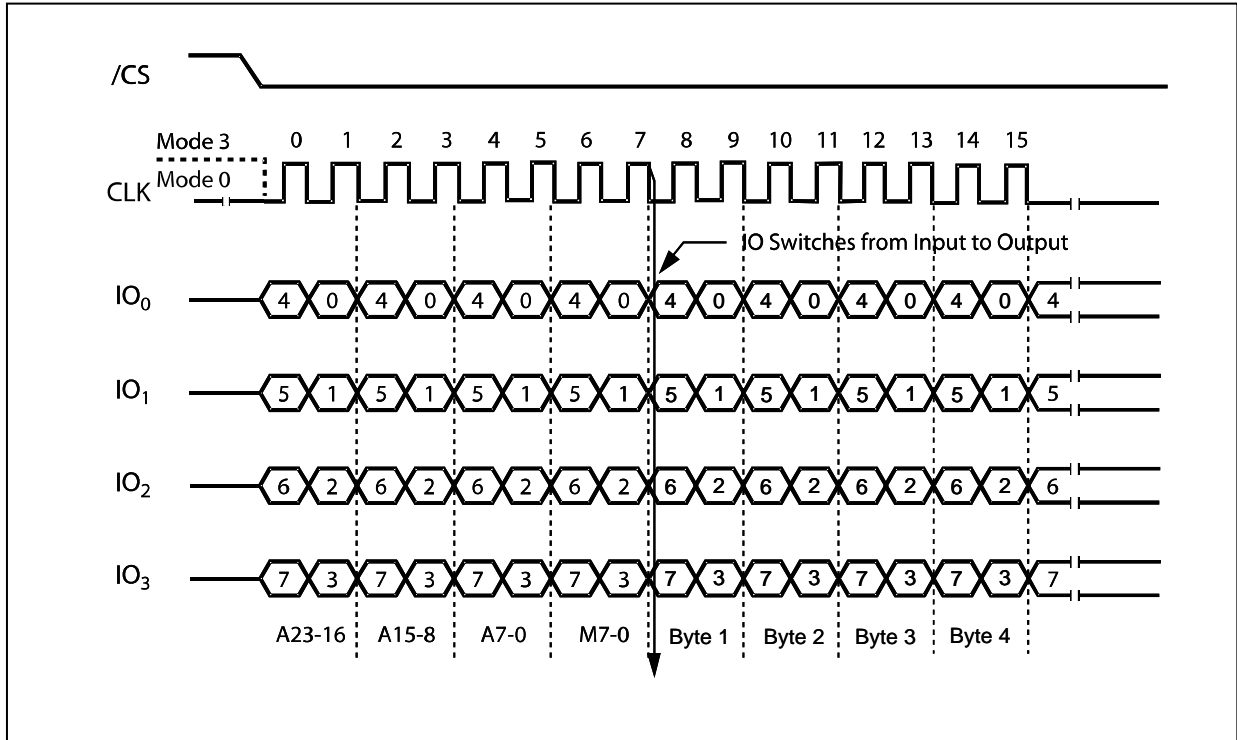 /CS
Mode 3
0 1 2 3 4 5 6 7 8 9 10 11 12 13 14 15
Mode 0
CLK
IO Switches from Input to Output
IO0 4 0 4 0 4 0 4 0 4 0 4 0 4 0 4 0 4
IO1 5 1 5 1 5 1 5 1 5 1 5 1 5 1 5 1 5
IO2 6 2 6 2 6 2 6 2 6 2 6 2 6 2 6 2 6
IO3 7 3 7 3 7 3 7 3 7 3 7 3 7 3 7 3 7
A23-16 A15-8 A7-0 M7-0 Byte 1 Byte 2 Byte 3 Byte 4